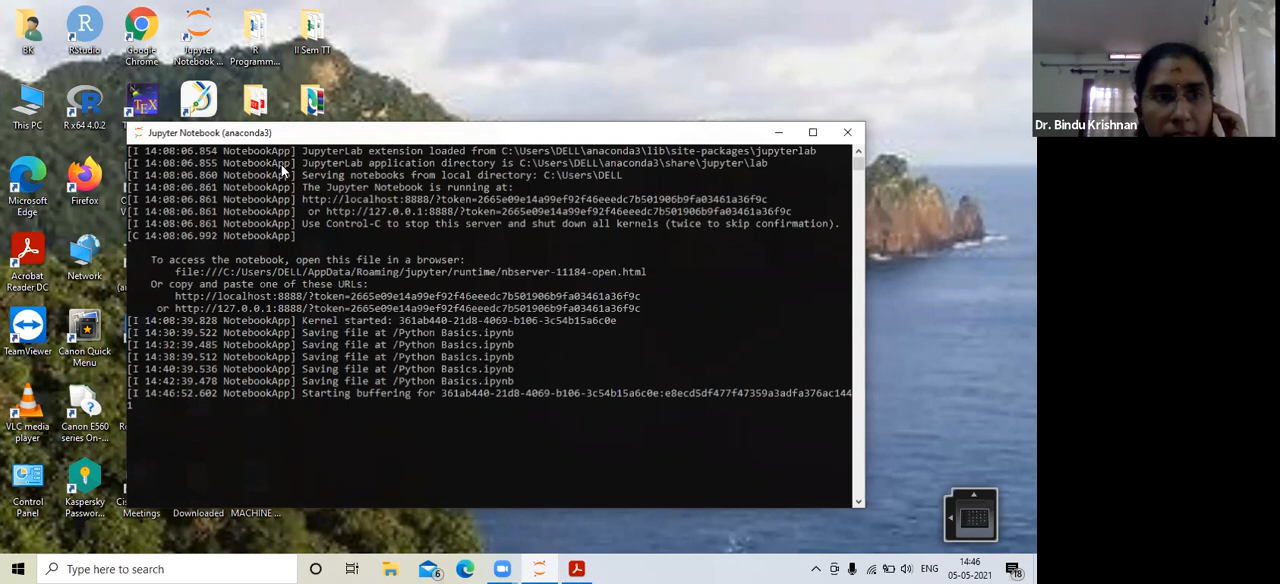 BK
RStudio
Google
Chrome
Jupyter
Notebook ...
R
Programm...
II Sem TT
This PC
R x64 4.0.2
TEX
Microsoft
Edge
Firefox
Acrobat
Reader DC
Network
TeamViewer
Canon Quick
Menu
VLC media
player
Canon E560
series On-...
Control
Panel
Kaspersky
Passwor...
Meetings
Downloaded
MACHINE ...
Jupyter Notebook (anaconda3)
[I 14:08:06.854 NotebookApp] JupyterLab extension loaded from C:\Users\DELL\anaconda3\lib\site-packages\jupyterlab
[I 14:08:06.855 NotebookApp] JupyterLab application directory is C:\Users\DELL\anaconda3\share\jupyter\lab
[I 14:08:06.860 NotebookApp] Serving notebooks from local directory: C:\Users\DELL
[I 14:08:06.861 NotebookApp] The Jupyter Notebook is running at:
[I 14:08:06.861 NotebookApp] http://localhost:8888/?token=2665e09e14a99ef92f46eeedc7b501906b9fa03461a36f9c
[I 14:08:06.861 NotebookApp]  or http://127.0.0.1:8888/?token=2665e09e14a99ef92f46eeedc7b501906b9fa03461a36f9c
[I 14:08:06.861 NotebookApp] Use Control-C to stop this server and shut down all kernels (twice to skip confirmation).
[C 14:08:06.992 NotebookApp]
To access the notebook, open this file in a browser:
file:///C:/Users/DELL/AppData/Roaming/jupyter/runtime/nbserver-11184-open.html
Or copy and paste one of these URLs:
http://localhost:8888/?token=2665e09e14a99ef92f46eeedc7b501906b9fa03461a36f9c
or http://127.0.0.1:8888/?token=2665e09e14a99ef92f46eeedc7b501906b9fa03461a36f9c
[I 14:08:39.828 NotebookApp] Kernel started: 361ab440-21d8-4069-b106-3c54b15a6c0e
[I 14:30:39.522 NotebookApp] Saving file at /Python Basics.ipynb
[I 14:32:39.485 NotebookApp] Saving file at /Python Basics.ipynb
[I 14:38:39.512 NotebookApp] Saving file at /Python Basics.ipynb
[I 14:40:39.536 NotebookApp] Saving file at /Python Basics.ipynb
[I 14:42:39.478 NotebookApp] Saving file at /Python Basics.ipynb
[I 14:46:52.602 NotebookApp] Starting buffering for 361ab440-21d8-4069-b106-3c54b15a6c0e:e8ecd5df477f47359a3adfa376ac144
1
Dr. Bindu Krishnan
Type here to search
6
ENG
14:46
05-05-2021
18